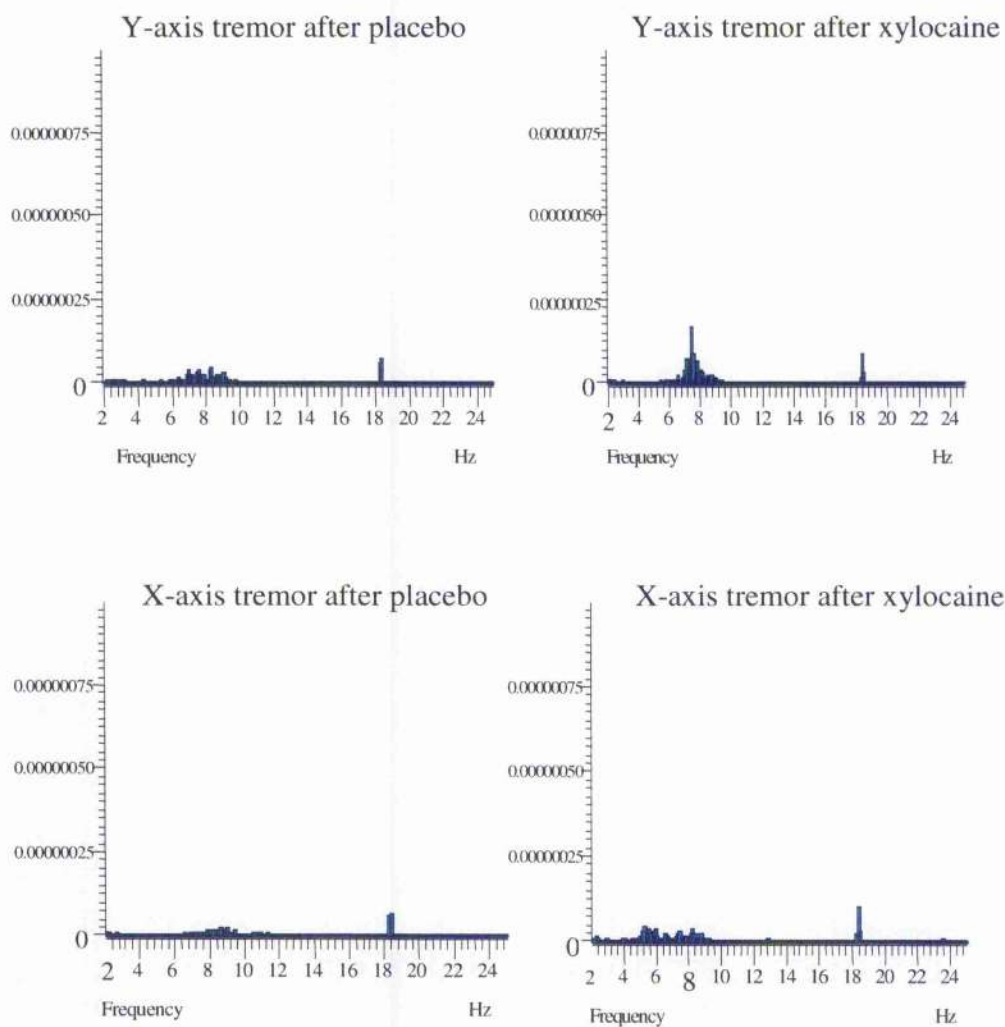 Y-axis tremor after placebo
0.00000075
0.00000050
0.00000025
0
2 4 6 8 10 12 14 16 18 20 22 24
Frequency Hz
Y-axis tremor after xylocaine
0.00000075
0.00000050
0.00000025
0
2 4 6 8 10 12 14 16 18 20 22 24
Frequency Hz
X-axis tremor after placebo
0.00000075
0.00000050
0.00000025
0
2 4 6 8 10 12 14 16 18 20 22 24
Frequency Hz
X-axis tremor after xylocaine
0.00000075
0.00000050
0.00000025
0
2 4 6 8 10 12 14 16 18 20 22 24
Frequency Hz